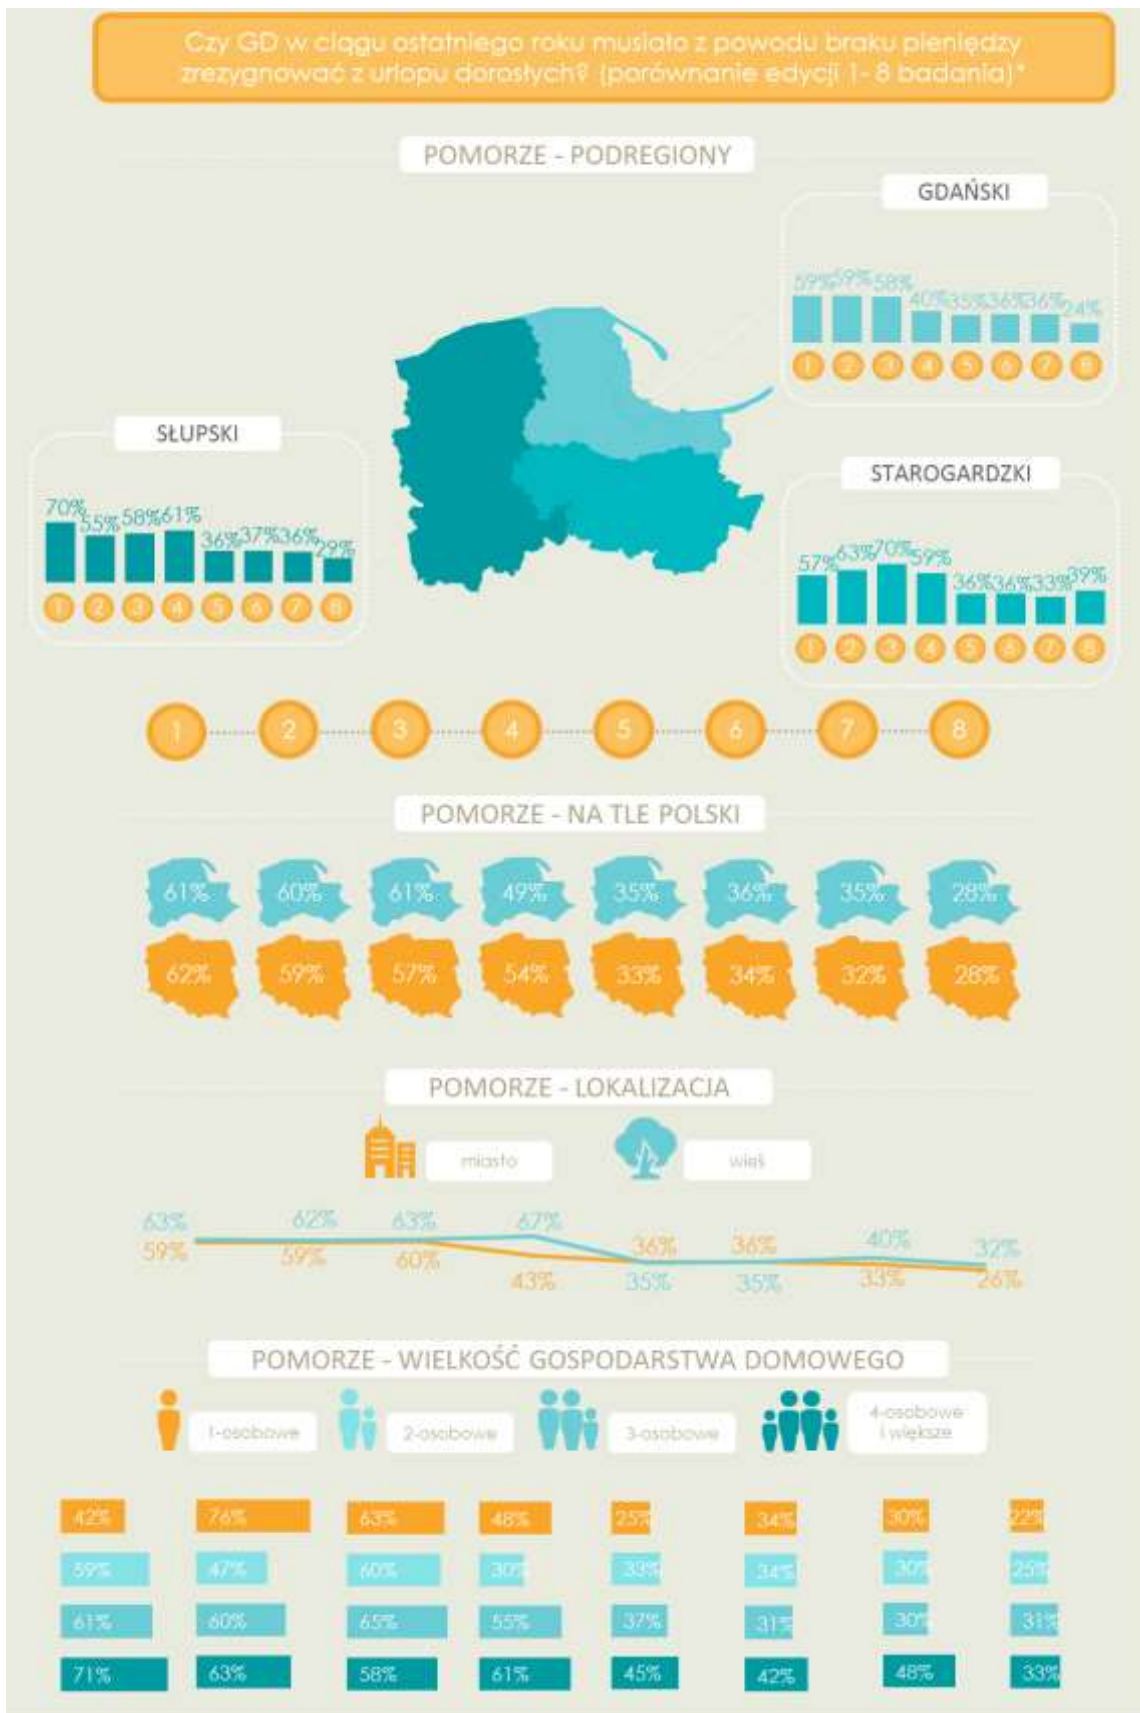 Czy GD w ciągu ostatniego roku musiało z powodu braku pieniędzy
zrezygnować z urlopu dorosłych? (porównanie edycji 1- 8 badania)*
POMORZE - PODREGIONY
GDAŃSKI
59% 59% 58% 40% 35% 36% 36% 24%
1 2 3 4 5 6 7 8
SŁUPSKI
70% 55% 58% 61% 36% 37% 36% 29%
1 2 3 4 5 6 7 8
STAROGARDZKI
57% 63% 70% 59% 36% 36% 33% 39%
1 2 3 4 5 6 7 8
1 2 3 4 5 6 7 8
POMORZE - NA TLE POLSKI
61% 60% 61% 49% 35% 36% 35% 28%
62% 59% 57% 54% 33% 34% 32% 28%
POMORZE - LOKALIZACJA
miasto wieś
63% 62% 63% 67% 36% 36% 40% 32%
59% 59% 60% 43% 35% 35% 33% 26%
POMORZE - WIELKOŚĆ GOSPODARSTWA DOMOWEGO
1-osobowe 2-osobowe 3-osobowe 4-osobowe
i większe
42% 76% 63% 48% 25% 34% 30% 22%
59% 47% 60% 30% 33% 34% 30% 25%
61% 60% 65% 55% 37% 31% 30% 31%
71% 63% 58% 61% 45% 42% 48% 33%